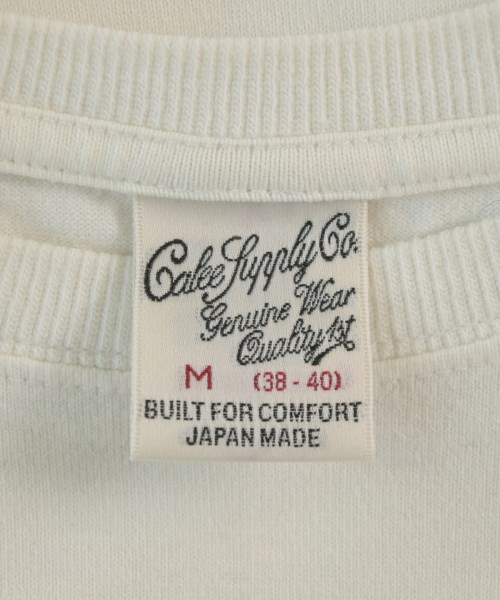 Calee Supply Co.
Genuine Wear
Quality 1st
M (38 - 40)
BUILT FOR COMFORT
JAPAN MADE